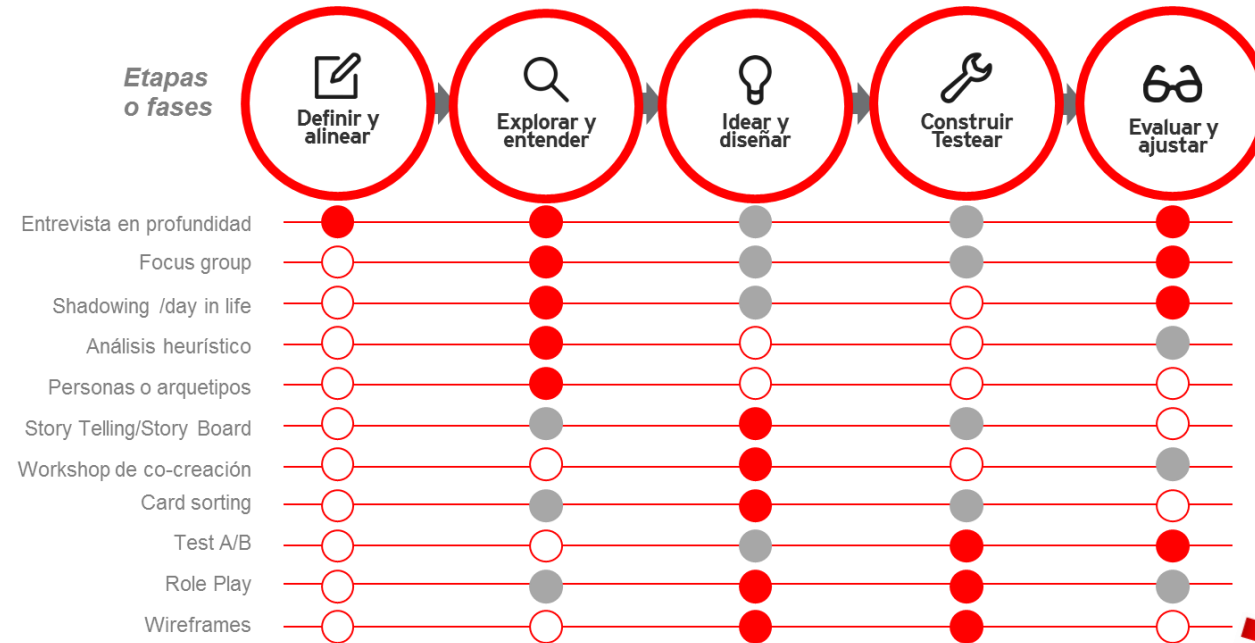 Etapas
o fases
Definir y
alinear
Explorar y
entender
Idear y
diseñar
Construir
Testear
Evaluar y
ajustar
Entrevista en profundidad
Focus group
Shadowing /day in life
Análisis heurístico
Personas o arquetipos
Story Telling/Story Board
Workshop de co-creación
Card sorting
Test A/B
Role Play
Wireframes